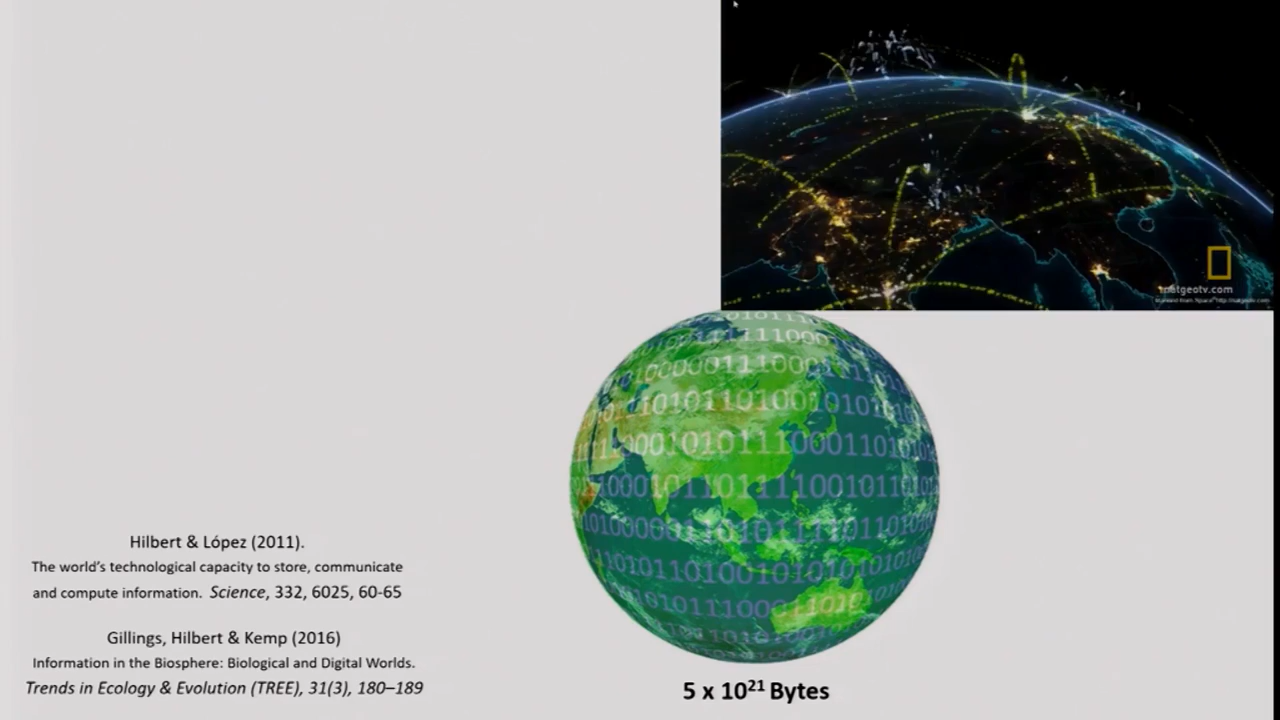 natgeotv.com
Hilbert & López (2011).
The world's technological capacity to store, communicate
and compute information. Science, 332, 6025, 60-65
Gillings, Hilbert & Kemp (2016)
Information in the Biosphere: Biological and Digital Worlds.
Trends in Ecology & Evolution (TREE), 31(3), 180–189
5 x 10²¹ Bytes